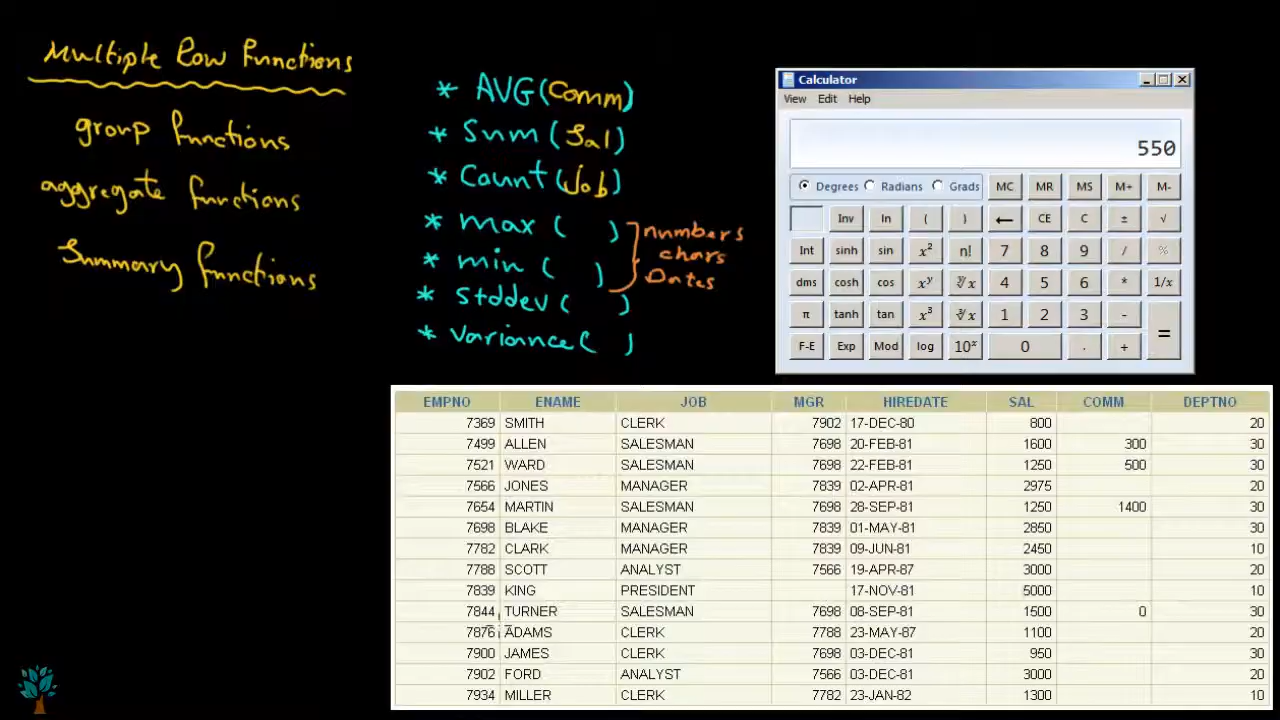 Multiple Row Functions
group functions
aggregate functions
Summary functions
* AVG(Comm)
* Sum(Sal)
* Count(Job)
* max( )
* min( )
* stddev( )
* variance( )
numbers
chars
Dates
Calculator
View Edit Help
550
Degrees Radians Grads MC MR MS M+ M-
Inv ln ( ) ← CE C ± √
Int sinh sin x² n! 7 8 9 / %
dms cosh cos xʸ ʸ√x 4 5 6 * 1/x
π tanh tan x³ ³√x 1 2 3 - =
F-E Exp Mod log 10ˣ 0 . +
EMPNO ENAME JOB MGR HIREDATE SAL COMM DEPTNO
7369 SMITH CLERK 7902 17-DEC-80 800 20
7499 ALLEN SALESMAN 7698 20-FEB-81 1600 300 30
7521 WARD SALESMAN 7698 22-FEB-81 1250 500 30
7566 JONES MANAGER 7839 02-APR-81 2975 20
7654 MARTIN SALESMAN 7698 28-SEP-81 1250 1400 30
7698 BLAKE MANAGER 7839 01-MAY-81 2850 30
7782 CLARK MANAGER 7839 09-JUN-81 2450 10
7788 SCOTT ANALYST 7566 19-APR-87 3000 20
7839 KING PRESIDENT 17-NOV-81 5000 10
7844 TURNER SALESMAN 7698 08-SEP-81 1500 0 30
7876 ADAMS CLERK 7788 23-MAY-87 1100 20
7900 JAMES CLERK 7698 03-DEC-81 950 30
7902 FORD ANALYST 7566 03-DEC-81 3000 20
7934 MILLER CLERK 7782 23-JAN-82 1300 10